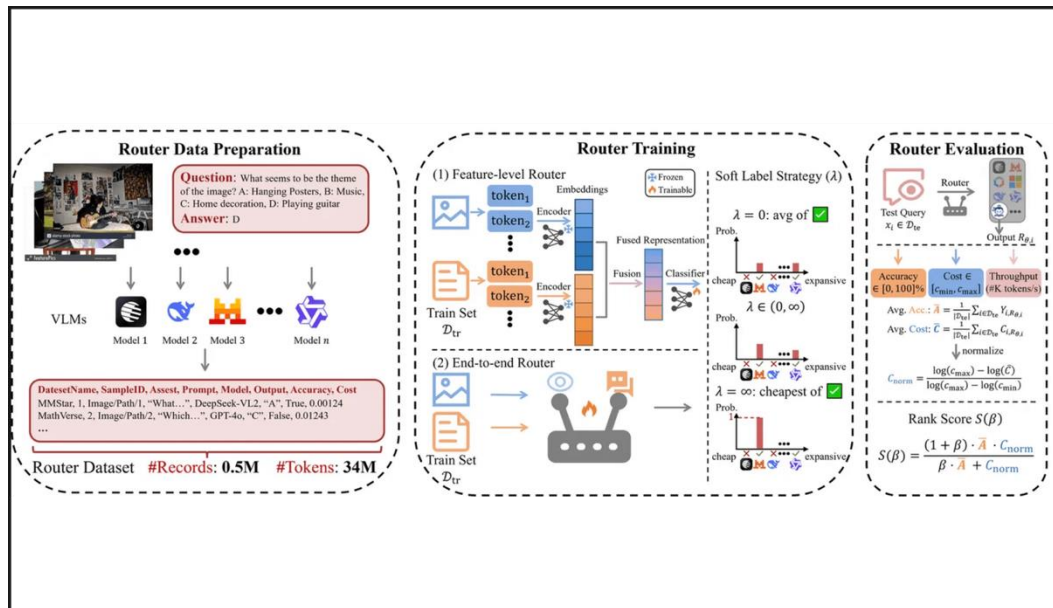 Router Data Preparation
Question: What seems to be the theme
of the image? A: Hanging Posters, B: Music,
C: Home decoration, D: Playing guitar
Answer: D
VLMs
Model 1 Model 2 Model 3 Model n
DatesetName, SampleID, Assest, Prompt, Model, Output, Accuracy, Cost
MMStar, 1, Image/Path/1, “What…”, DeepSeek-VL2, “A”, True, 0.00124
MathVerse, 2, Image/Path/2, “Which…”, GPT-4o, “C”, False, 0.01243
…
Router Dataset #Records: 0.5M #Tokens: 34M
Router Training
(1) Feature-level Router
Frozen
Trainable
token₁
token₂
Embeddings
Encoder
token₁
token₂
Encoder
Fusion
Fused Representation
Classifier
Train Set
𝒟tr
(2) End-to-end Router
Train Set
𝒟tr
Soft Label Strategy (λ)
λ = 0: avg of ✅
Prob.
cheap expansive
λ ∈ (0, ∞)
Prob.
cheap expansive
λ = ∞: cheapest of ✅
Prob.
1
cheap expansive
Router Evaluation
Router
Test Query
xᵢ ∈ 𝒟te
Output Rθ,i
Accuracy
∈ [0, 100]%
Cost ∈
[cmin, cmax]
Throughput
(#K tokens/s)
Avg. Acc.: A̅ = 1/|𝒟te| ∑i∈𝒟te Yi,Rθ,i
Avg. Cost: C̅ = 1/|𝒟te| ∑i∈𝒟te Ci,Rθ,i
normalize
Cnorm = (log(cmax) − log(C̅)) / (log(cmax) − log(cmin))
Rank Score S(β)
S(β) = ((1 + β) · A̅ · Cnorm) / (β · A̅ + Cnorm)